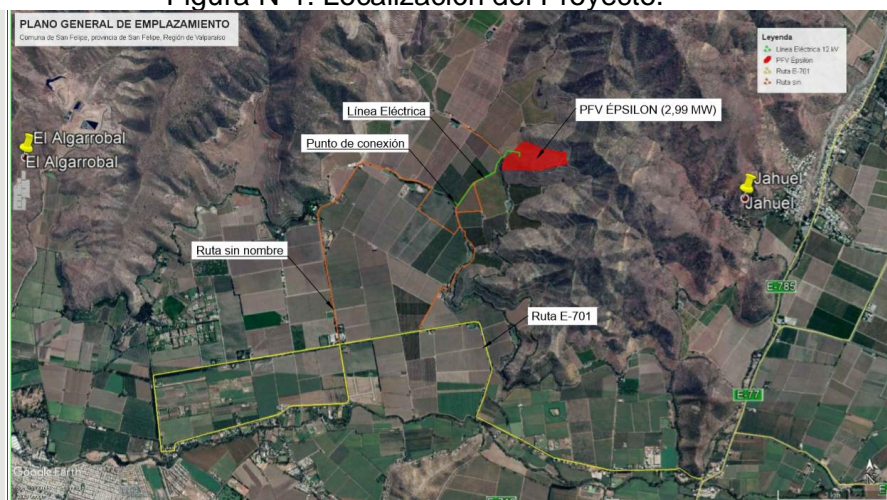 Figura N°1. Localización del Proyecto.
PLANO GENERAL DE EMPLAZAMIENTO
Comuna de San Felipe, provincia de San Felipe, Región de Valparaíso
Leyenda
Línea Eléctrica 12 kV
PFV Épsilon
Ruta E-701
Ruta sin
Línea Eléctrica
PFV ÉPSILON (2,99 MW)
Punto de conexión
El Algarrobal
El Algarrobal
Jahuel
Jahuel
Ruta sin nombre
E-765
Ruta E-701
E-77
Google Earth